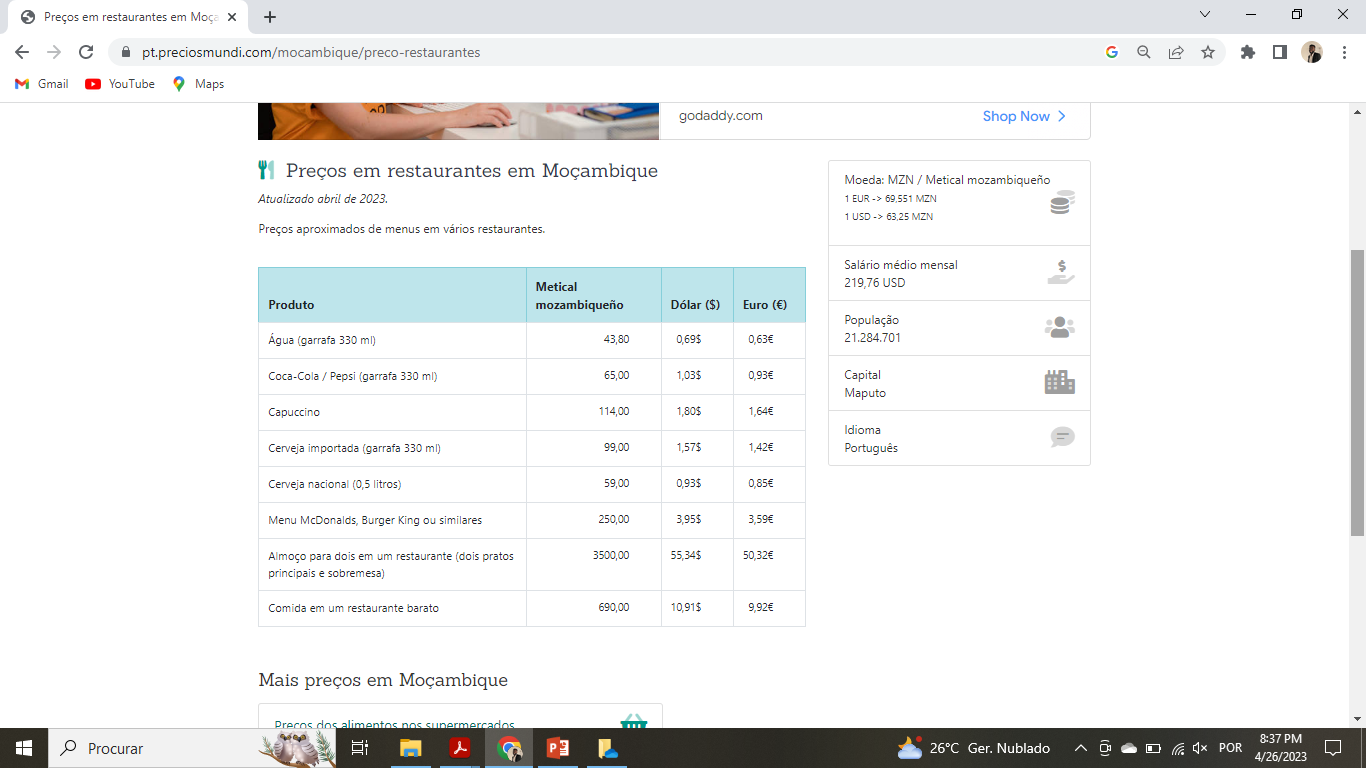 Preços em restaurantes em Moça
pt.preciosmundi.com/mocambique/preco-restaurantes
Gmail YouTube Maps
godaddy.com
Shop Now
Preços em restaurantes em Moçambique
Atualizado abril de 2023.
Preços aproximados de menus em vários restaurantes.
Produto Metical mozambiqueño Dólar ($) Euro (€)
Água (garrafa 330 ml) 43,80 0,69$ 0,63€
Coca-Cola / Pepsi (garrafa 330 ml) 65,00 1,03$ 0,93€
Capuccino 114,00 1,80$ 1,64€
Cerveja importada (garrafa 330 ml) 99,00 1,57$ 1,42€
Cerveja nacional (0,5 litros) 59,00 0,93$ 0,85€
Menu McDonalds, Burger King ou similares 250,00 3,95$ 3,59€
Almoço para dois em um restaurante (dois pratos 3500,00 55,34$ 50,32€
principais e sobremesa)
Comida em um restaurante barato 690,00 10,91$ 9,92€
Moeda: MZN / Metical mozambiqueño
1 EUR -> 69,551 MZN
1 USD -> 63,25 MZN
Salário médio mensal
219,76 USD
População
21.284.701
Capital
Maputo
Idioma
Português
Mais preços em Moçambique
Preços dos alimentos nos supermercados
Procurar
26°C Ger. Nublado
POR
8:37 PM
4/26/2023